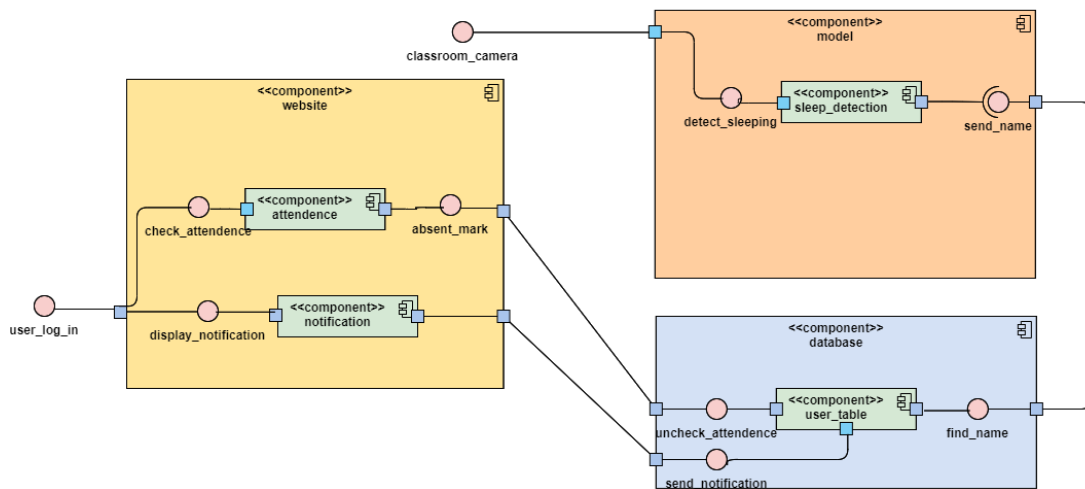 <<component>>
model
classroom_camera
<<component>>
website
<<component>>
sleep_detection
detect_sleeping
send_name
<<component>>
attendence
check_attendence
absent_mark
<<component>>
notification
user_log_in
display_notification
<<component>>
database
<<component>>
user_table
uncheck_attendence
find_name
send_notification